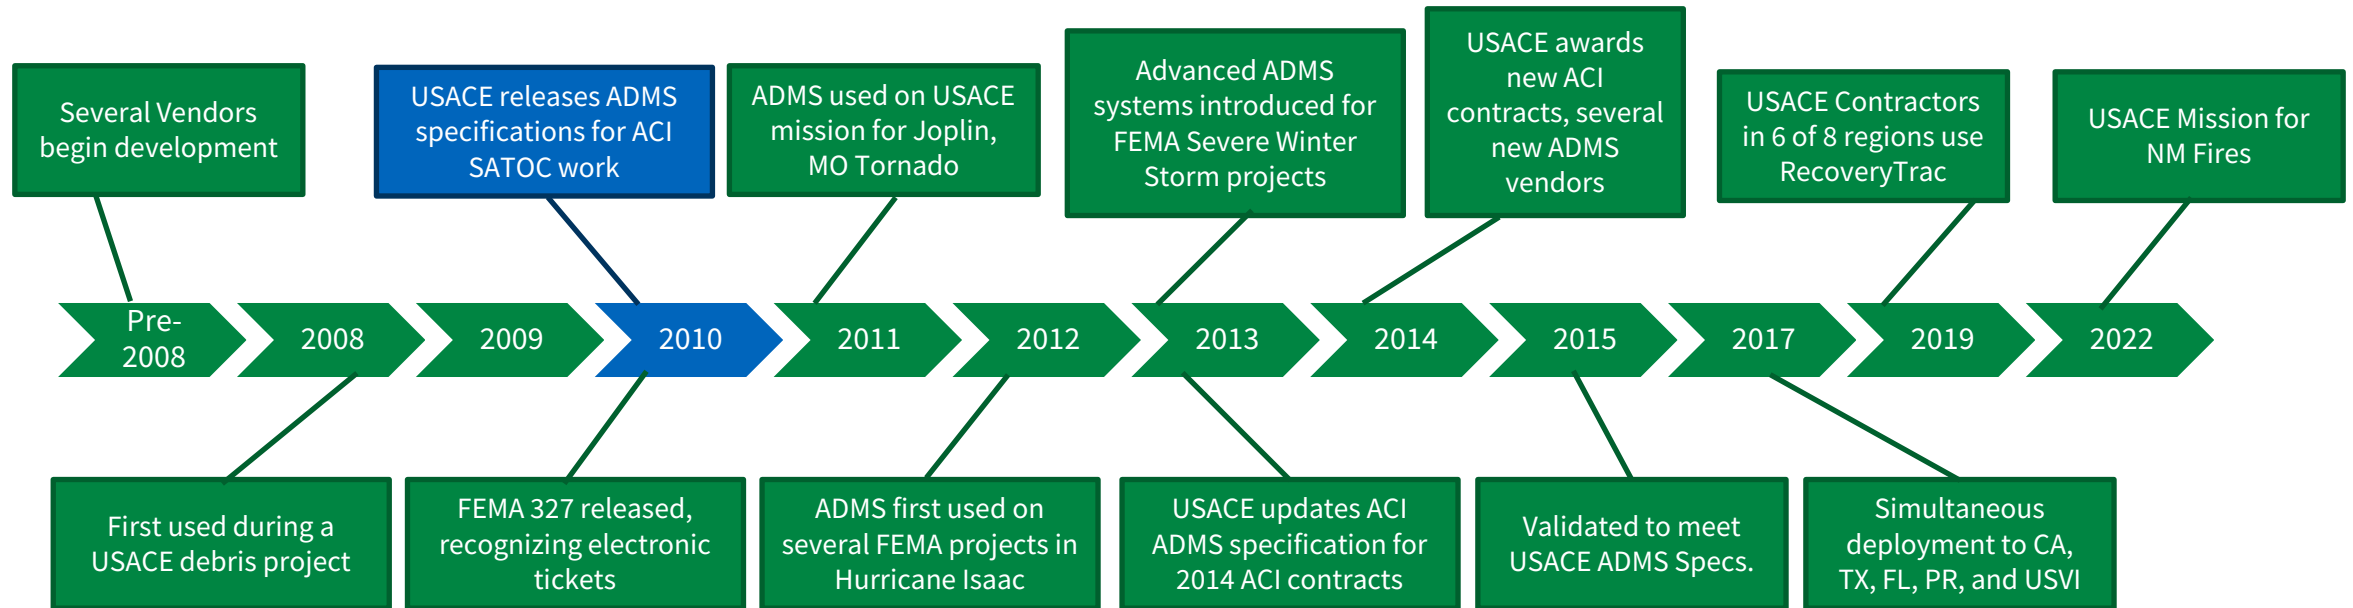 Several Vendors
begin development
USACE releases ADMS
specifications for ACI
SATOC work
ADMS used on USACE
mission for Joplin,
MO Tornado
Advanced ADMS
systems introduced for
FEMA Severe Winter
Storm projects
USACE awards
new ACI
contracts, several
new ADMS
vendors
USACE Contractors
in 6 of 8 regions use
RecoveryTrac
USACE Mission for
NM Fires
Pre-
2008
2008
2009
2010
2011
2012
2013
2014
2015
2017
2019
2022
First used during a
USACE debris project
FEMA 327 released,
recognizing electronic
tickets
ADMS first used on
several FEMA projects in
Hurricane Isaac
USACE updates ACI
ADMS specification for
2014 ACI contracts
Validated to meet
USACE ADMS Specs.
Simultaneous
deployment to CA,
TX, FL, PR, and USVI